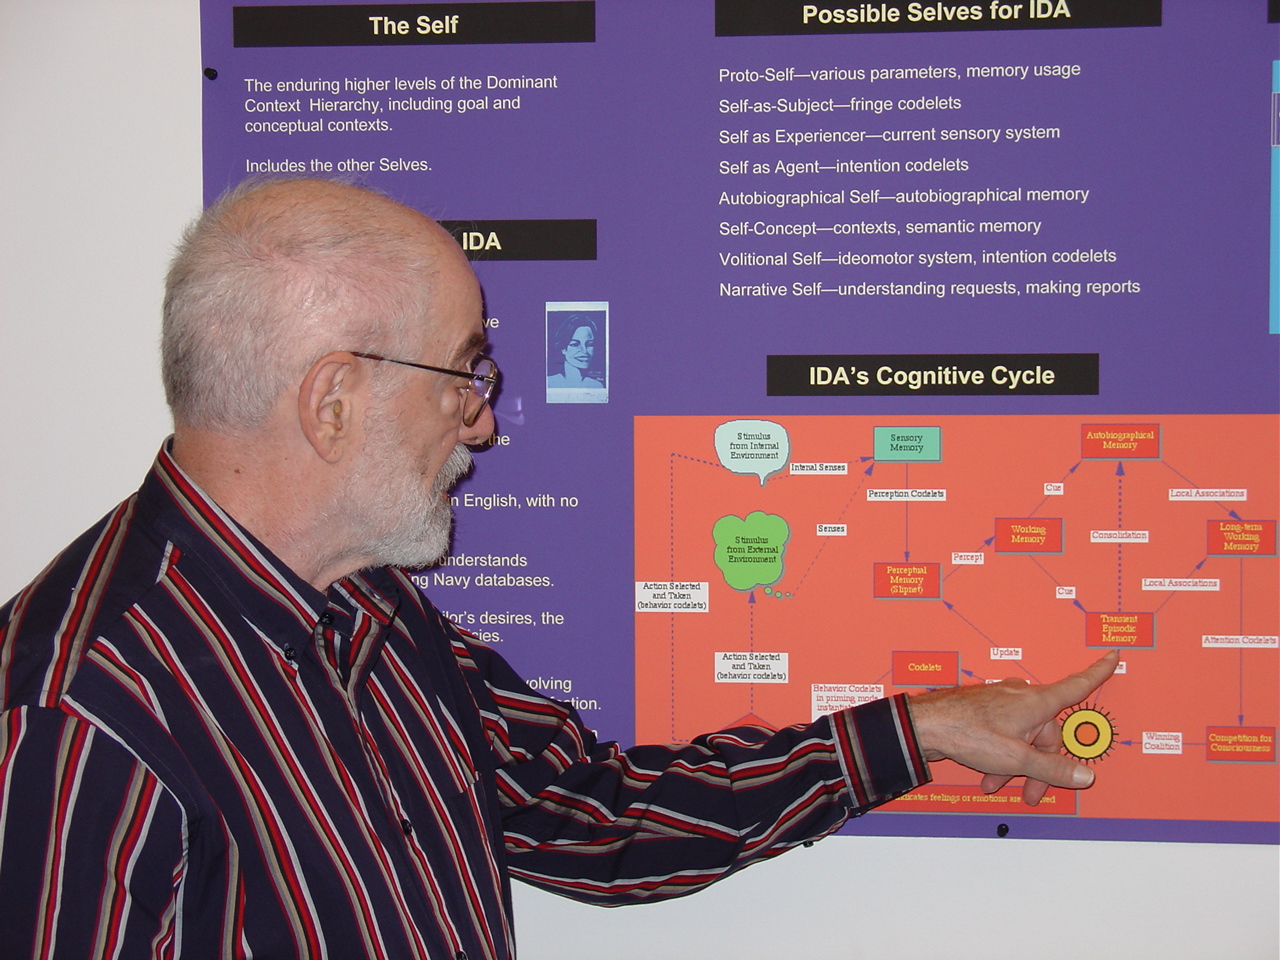 The Self
The enduring higher levels of the Dominant
Context Hierarchy, including goal and
conceptual contexts.
Includes the other Selves.
IDA
the
in English, with no
understands
Navy databases.
desires, the
Possible Selves for IDA
Proto-Self—various parameters, memory usage
Self-as-Subject—fringe codelets
Self as Experiencer—current sensory system
Self as Agent—intention codelets
Autobiographical Self—autobiographical memory
Self-Concept—contexts, semantic memory
Volitional Self—ideomotor system, intention codelets
Narrative Self—understanding requests, making reports
IDA's Cognitive Cycle
Stimulus
from Internal
Environment
Internal Senses
Sensory
Memory
Autobiographical
Memory
Perception Codelets
Cue
Local Associations
Senses
Stimulus
from External
Environment
Working
Memory
Consolidation
Long-term
Working
Memory
Percept
Perceptual
Memory
(Slipnet)
Action Selected
and Taken
(behavior codelets)
Cue
Local Associations
Transient
Episodic
Memory
Attention Codelets
Update
Action Selected
and Taken
(behavior codelets)
Codelets
Behavior Codelets
in priming mode
Winning
Coalition
Competition for
Consciousness
indicates feelings or emotions are